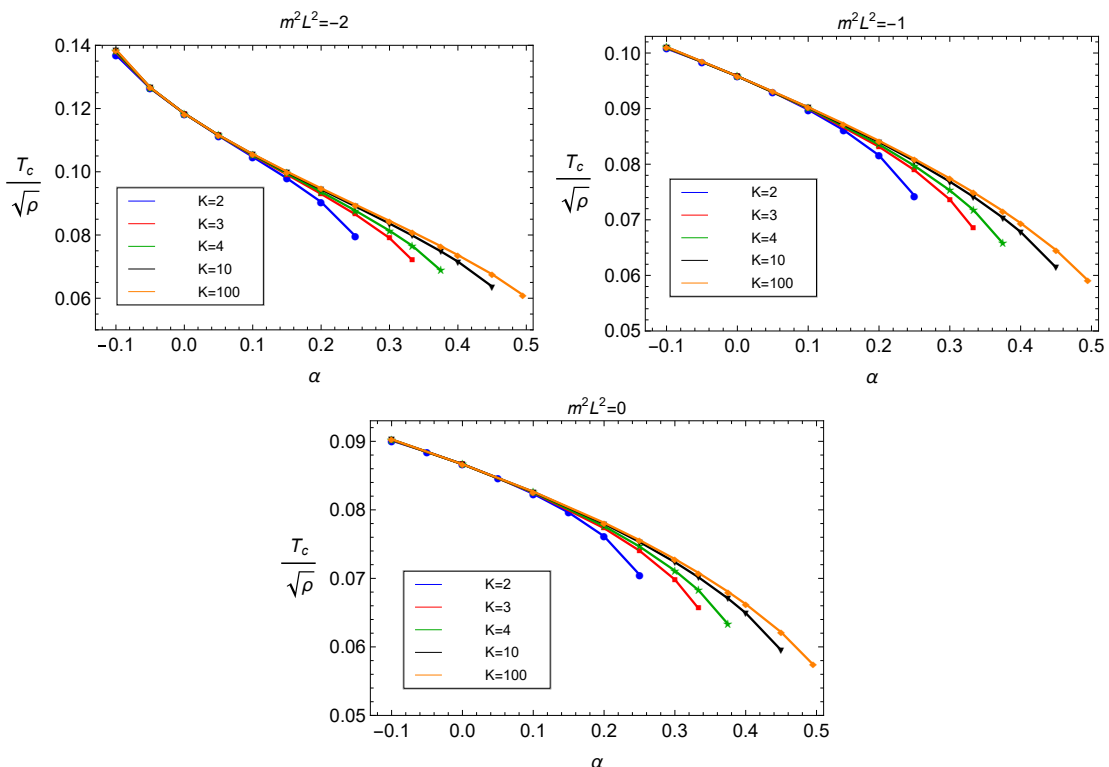 m²L²=-2
0.14
0.12
0.10
0.08
0.06
T_c
√ρ
K=2
K=3
K=4
K=10
K=100
-0.1 0.0 0.1 0.2 0.3 0.4 0.5
α
m²L²=-1
0.10
0.09
0.08
0.07
0.06
0.05
T_c
√ρ
K=2
K=3
K=4
K=10
K=100
-0.1 0.0 0.1 0.2 0.3 0.4 0.5
α
m²L²=0
0.09
0.08
0.07
0.06
0.05
T_c
√ρ
K=2
K=3
K=4
K=10
K=100
-0.1 0.0 0.1 0.2 0.3 0.4 0.5
α